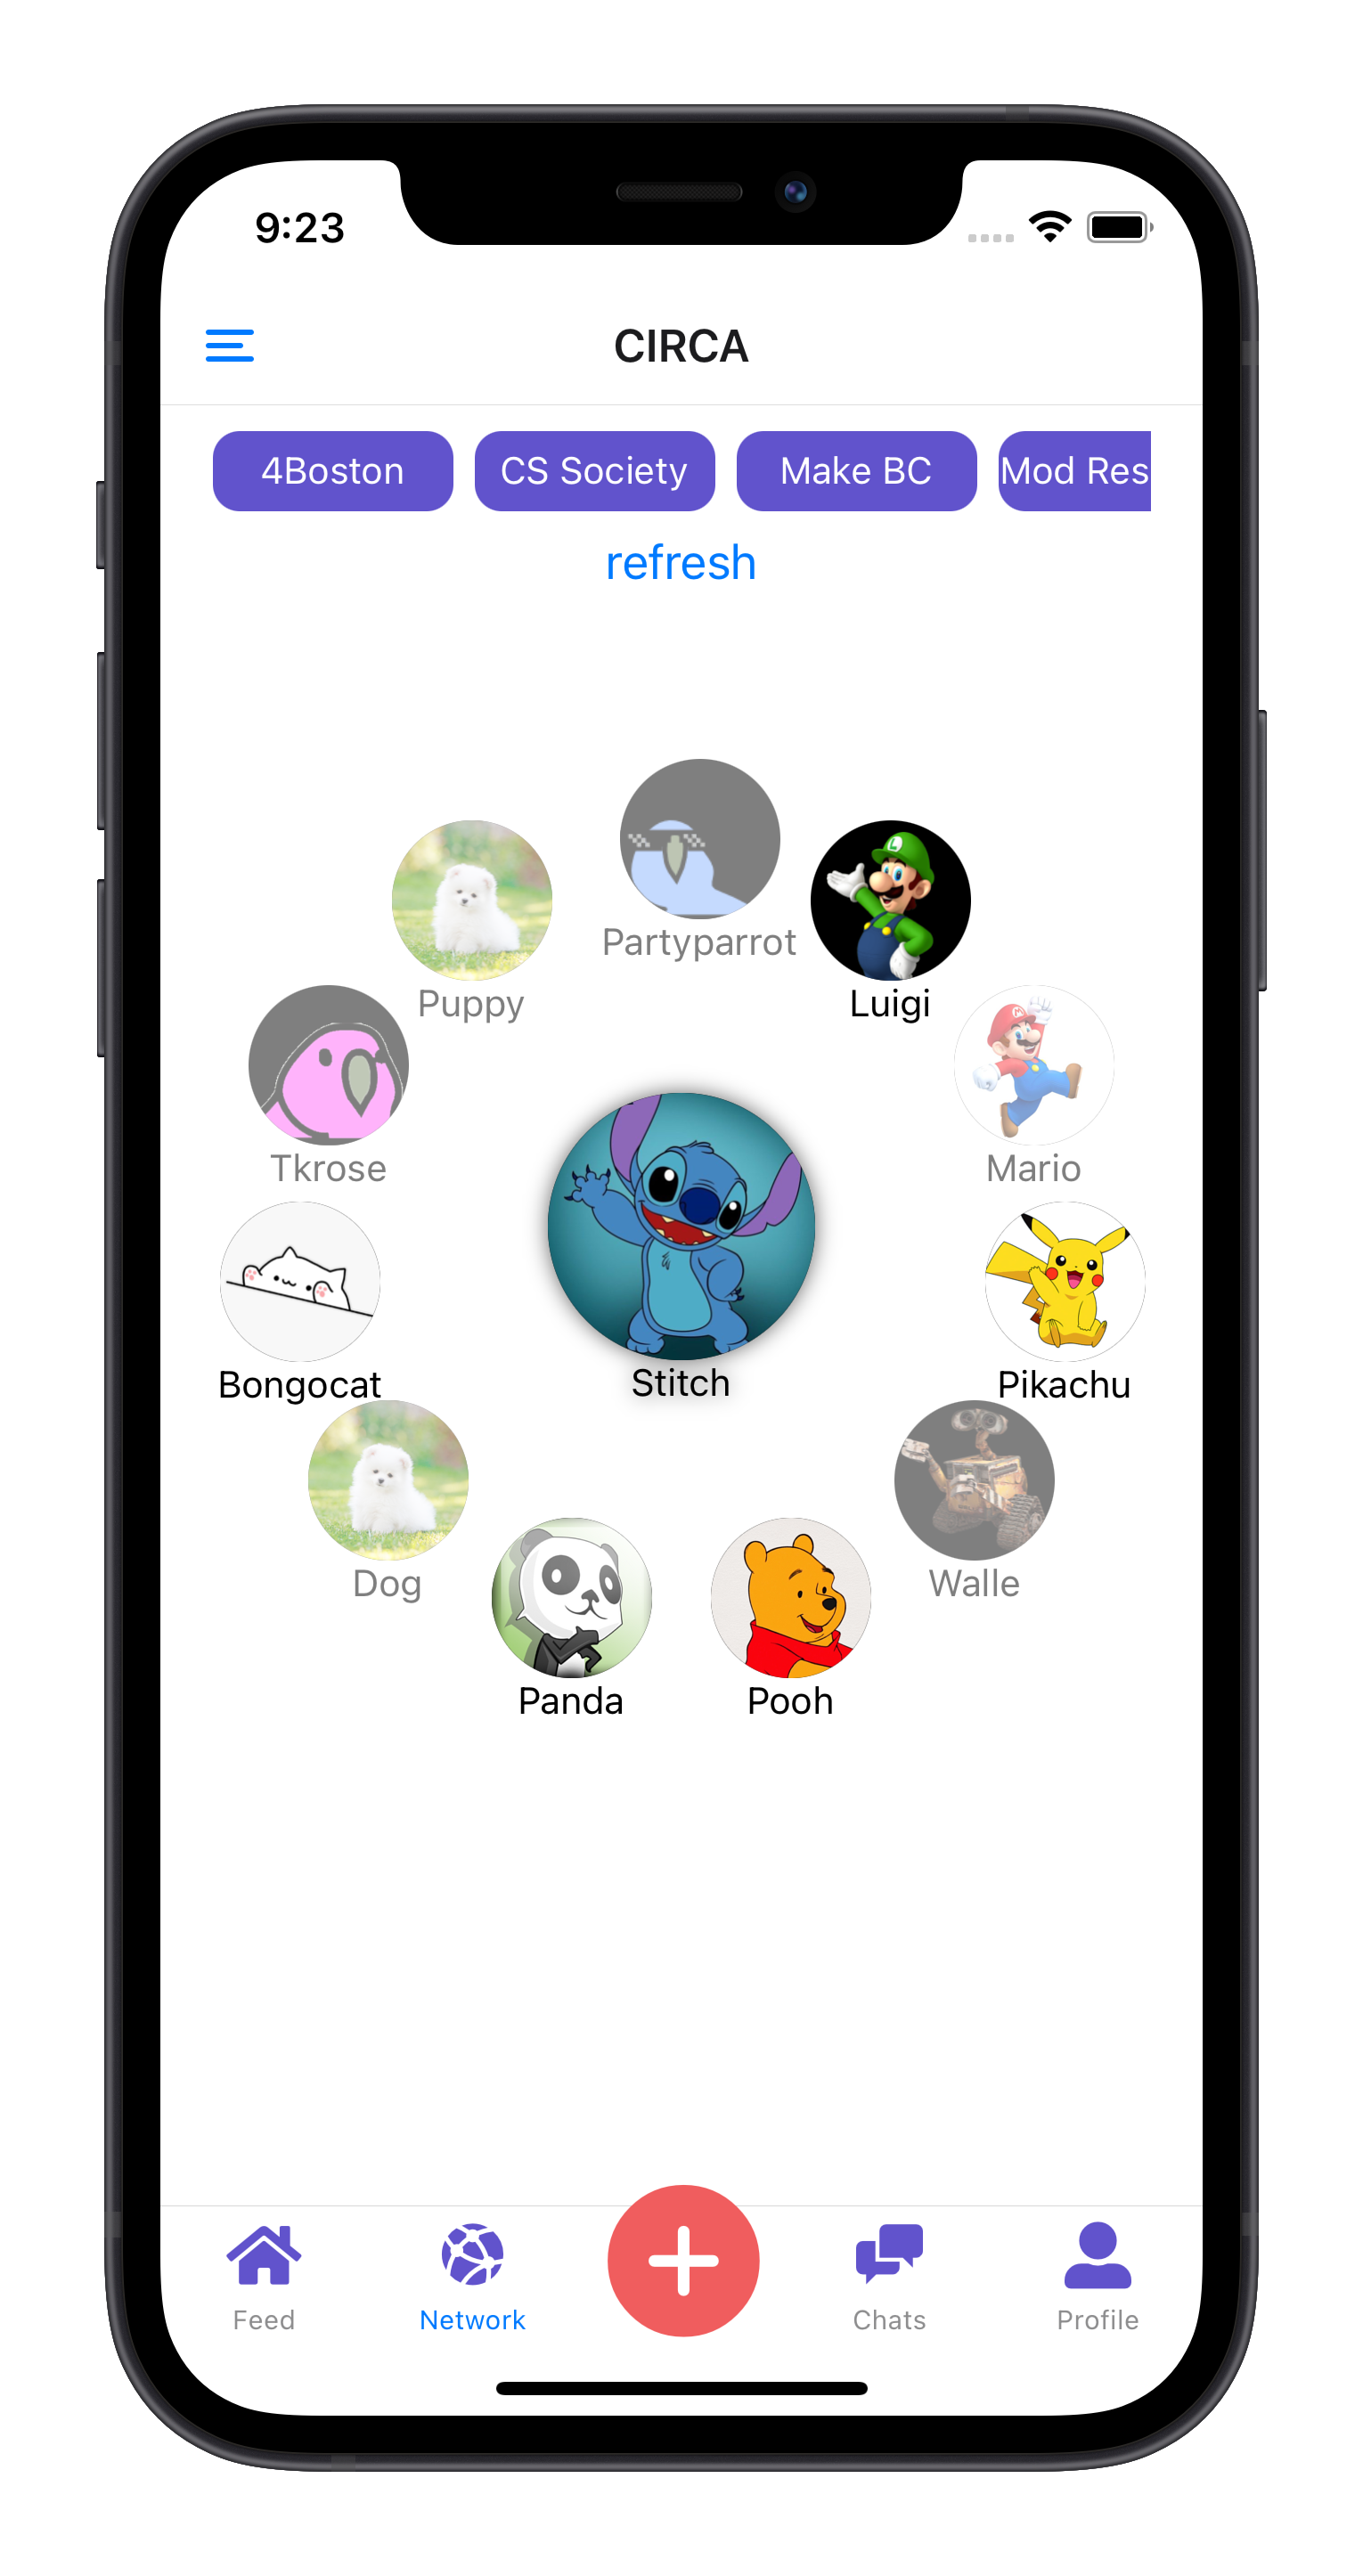 9:23
CIRCA
4Boston
CS Society
Make BC
Mod Res
refresh
Partyparrot
Puppy
Luigi
Tkrose
Mario
Stitch
Bongocat
Pikachu
Dog
Walle
Panda
Pooh
Feed
Network
Chats
Profile